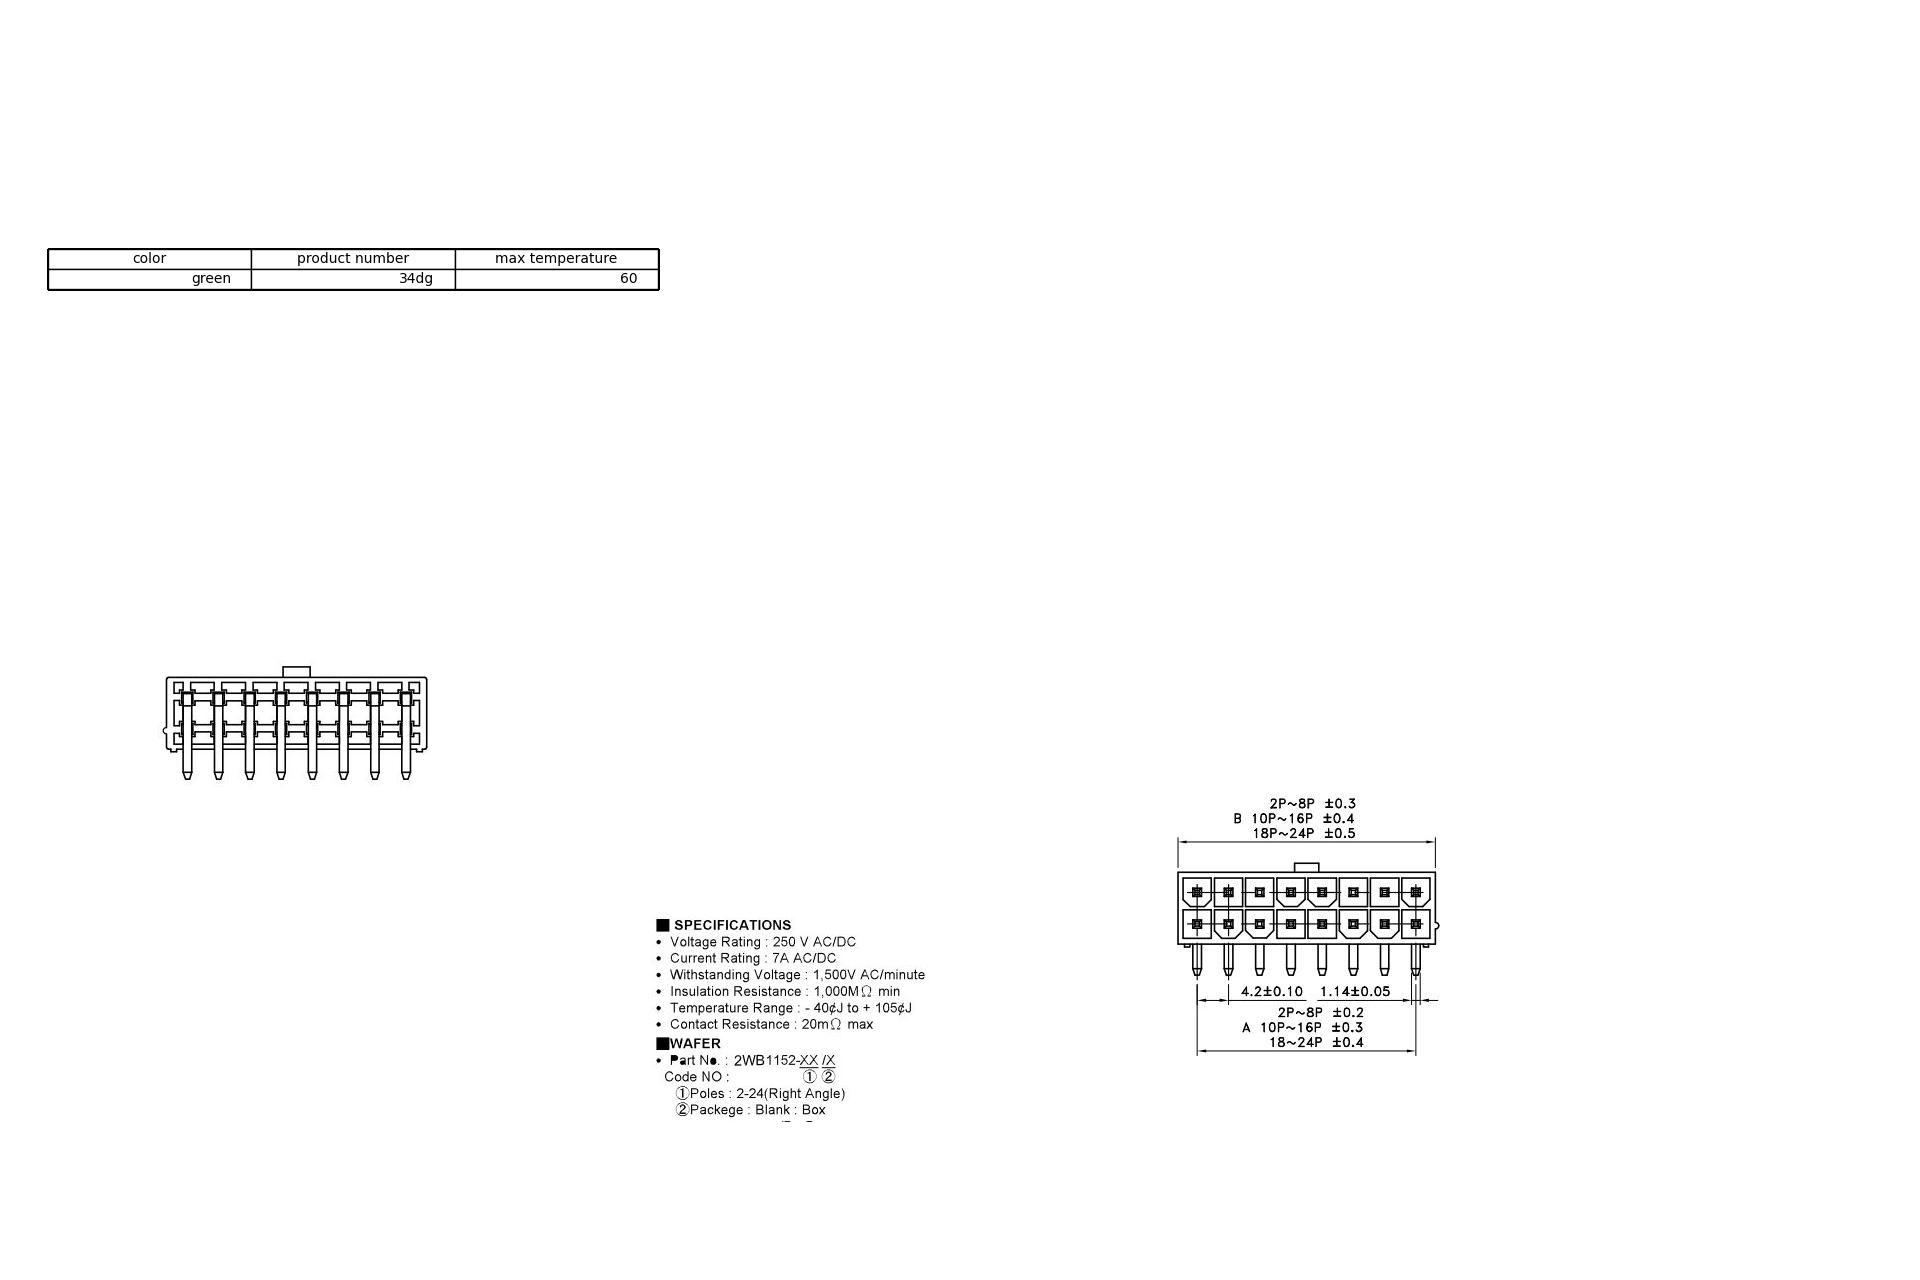 color product number max temperature
green 34dg 60
2P~8P ±0.3
B 10P~16P ±0.4
18P~24P ±0.5
■ SPECIFICATIONS
• Voltage Rating : 250 V AC/DC
• Current Rating : 7A AC/DC
• Withstanding Voltage : 1,500V AC/minute
• Insulation Resistance : 1,000MΩ min
• Temperature Range : - 40¢J to + 105¢J
• Contact Resistance : 20mΩ max
■WAFER
• Part No. : 2WB1152-XX /X
Code NO : ① ②
①Poles : 2-24(Right Angle)
②Packege : Blank : Box
4.2±0.10 1.14±0.05
2P~8P ±0.2
A 10P~16P ±0.3
18~24P ±0.4